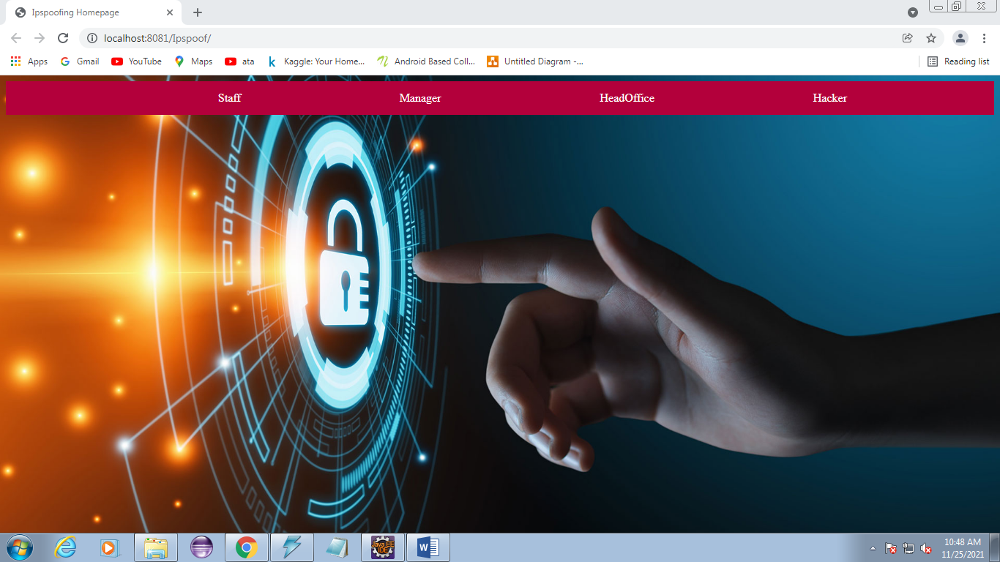 Ipspoofing Homepage
localhost:8081/Ipspoof/
Apps Gmail YouTube Maps ata Kaggle: Your Home... Android Based Coll... Untitled Diagram -... Reading list
Staff Manager HeadOffice Hacker
Java EE
IDE
W
10:48 AM
11/25/2021